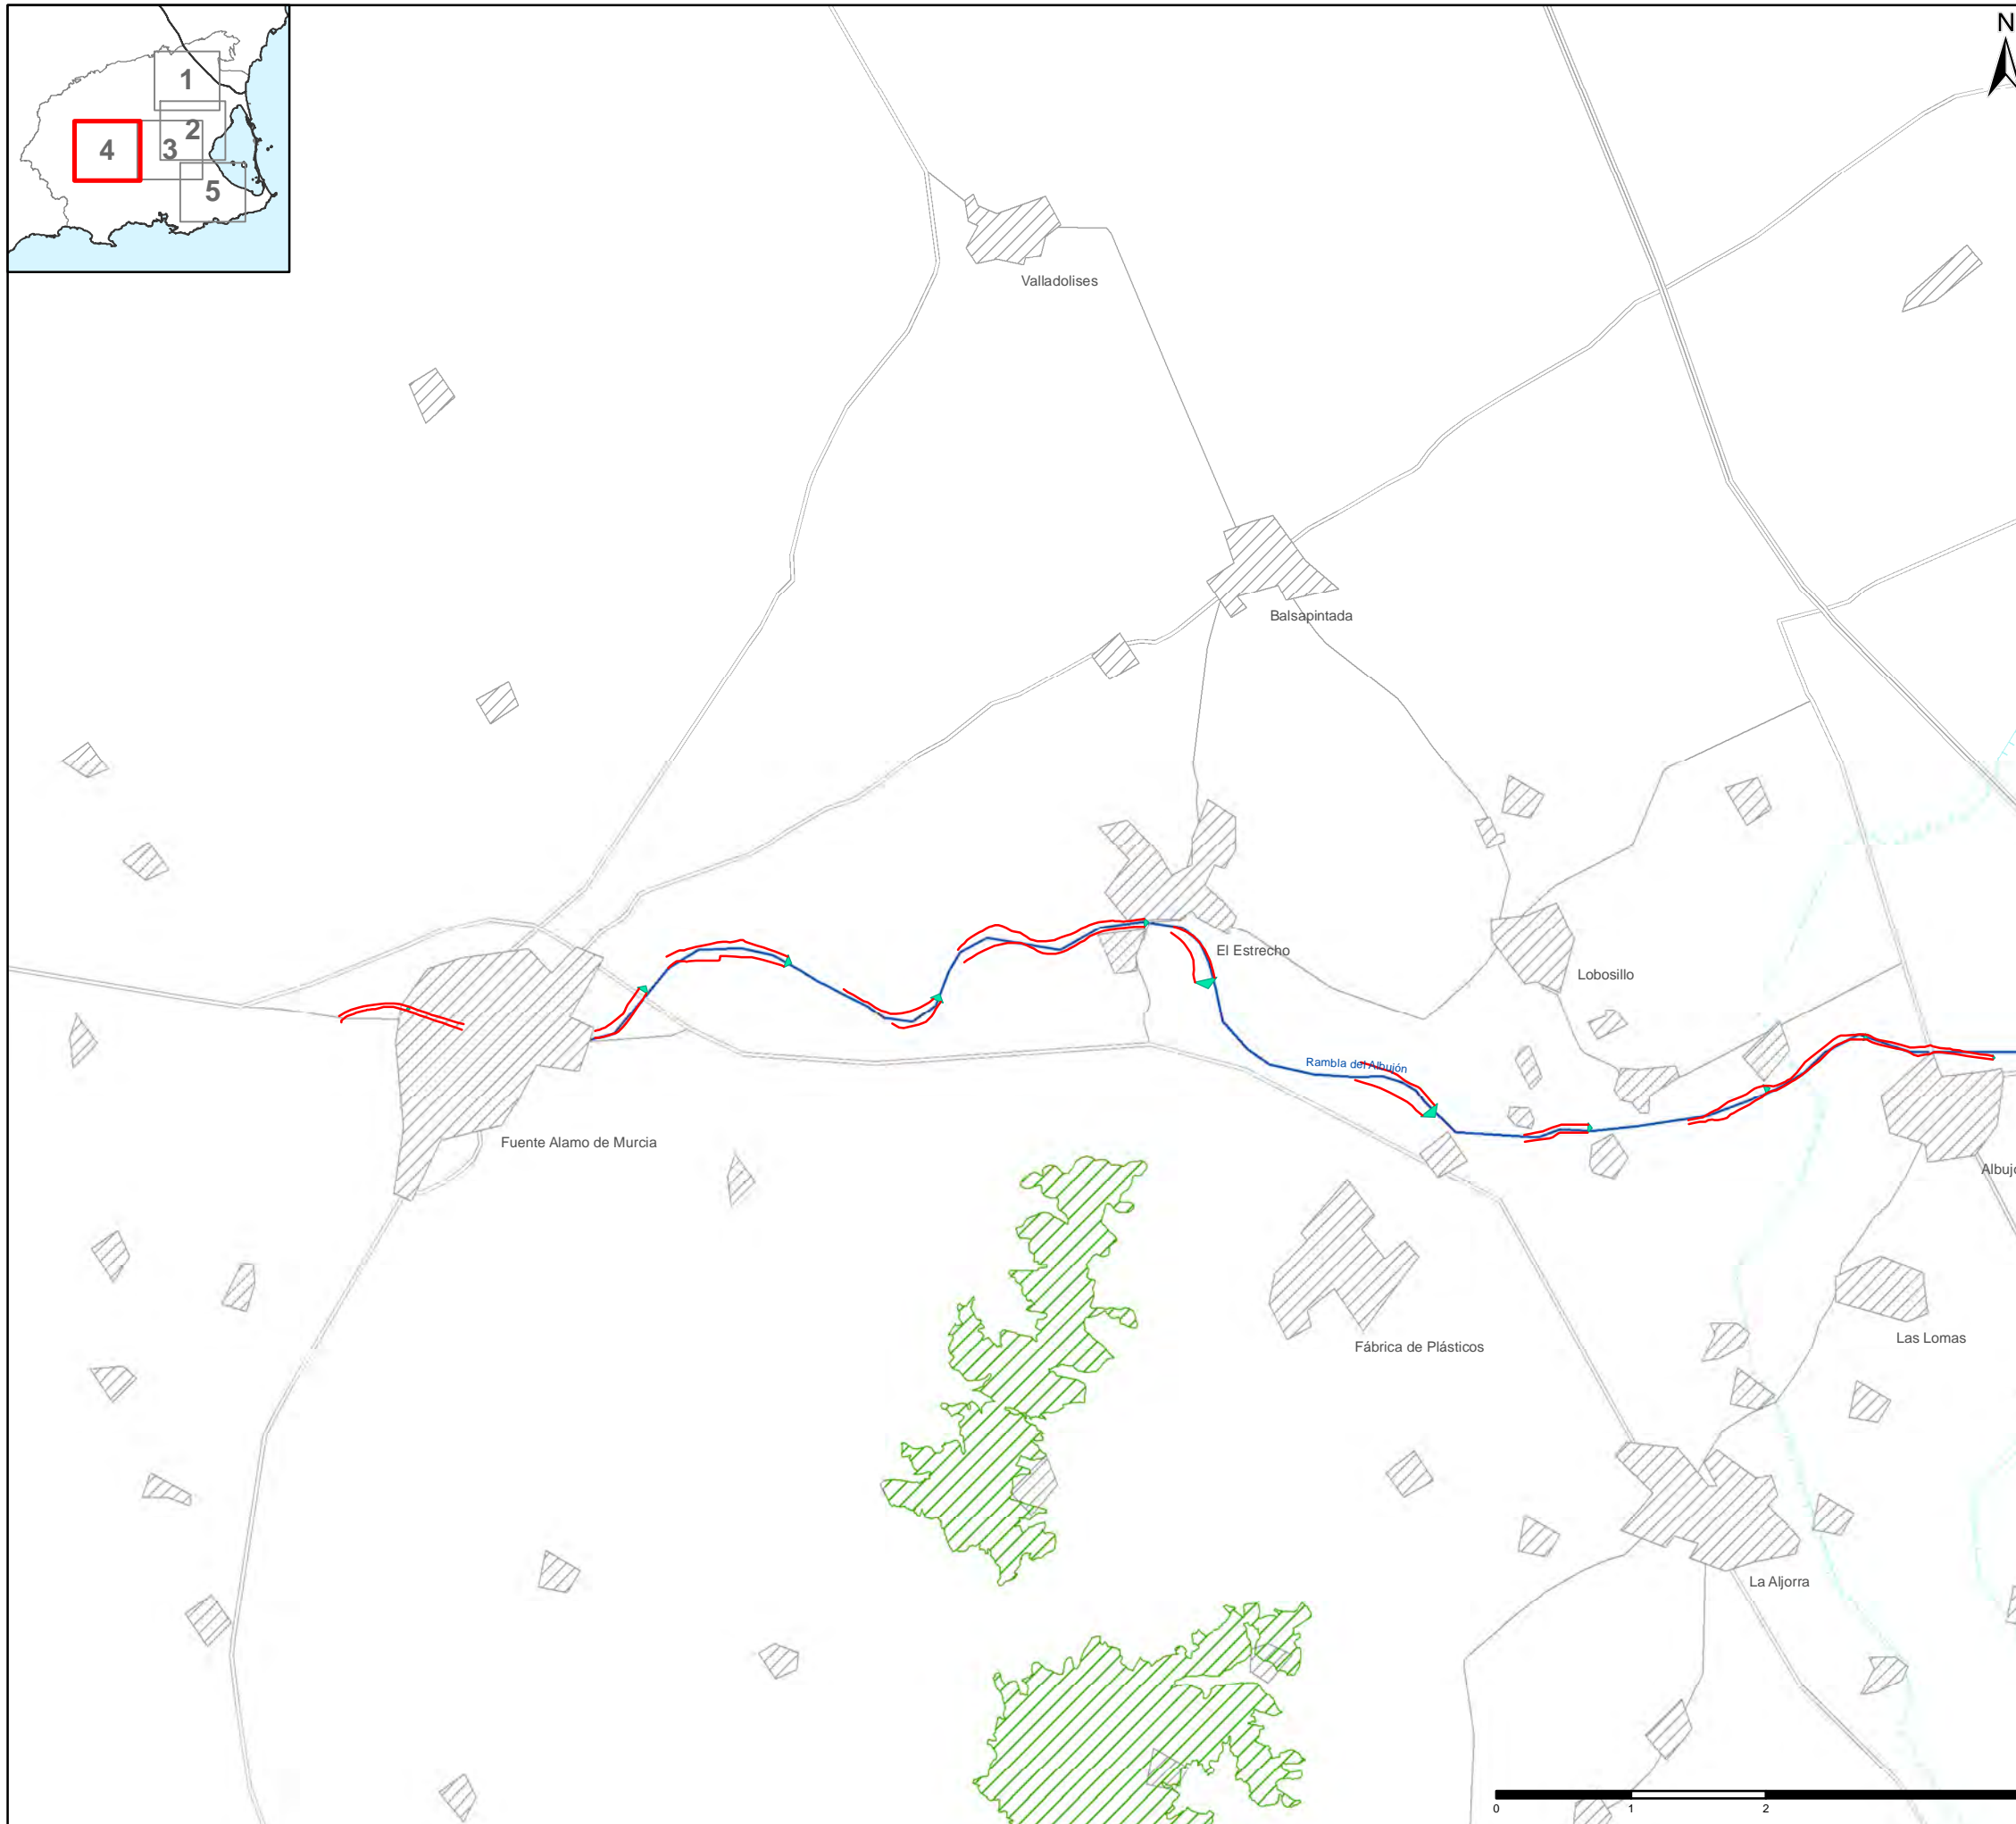 N
1
2
3
4
5
Valladolises
Balsapintada
El Estrecho
Lobosillo
Rambla del Albujón
Fuente Alamo de Murcia
Albujó
Las Lomas
Fábrica de Plásticos
La Aljorra
0 1 2